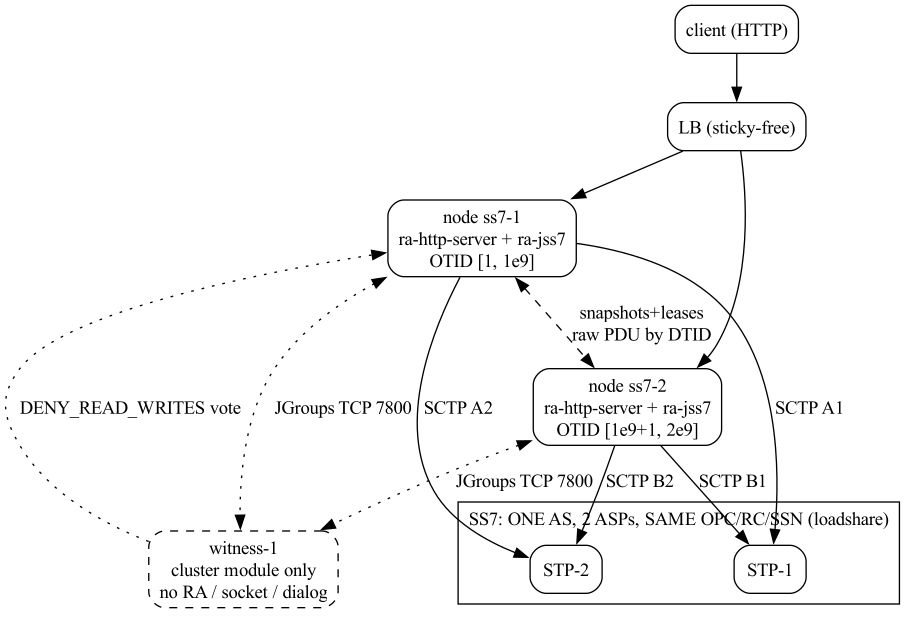 client (HTTP)
LB (sticky-free)
node ss7-1
ra-http-server + ra-jss7
OTID [1, 1e9]
snapshots+leases
raw PDU by DTID
node ss7-2
ra-http-server + ra-jss7
OTID [1e9+1, 2e9]
DENY_READ_WRITES vote
JGroups TCP 7800
SCTP A2
SCTP A1
JGroups TCP 7800
SCTP B2
SCTP B1
SS7: ONE AS, 2 ASPs, SAME OPC/RC/SSN (loadshare)
witness-1
cluster module only
no RA / socket / dialog
STP-2
STP-1